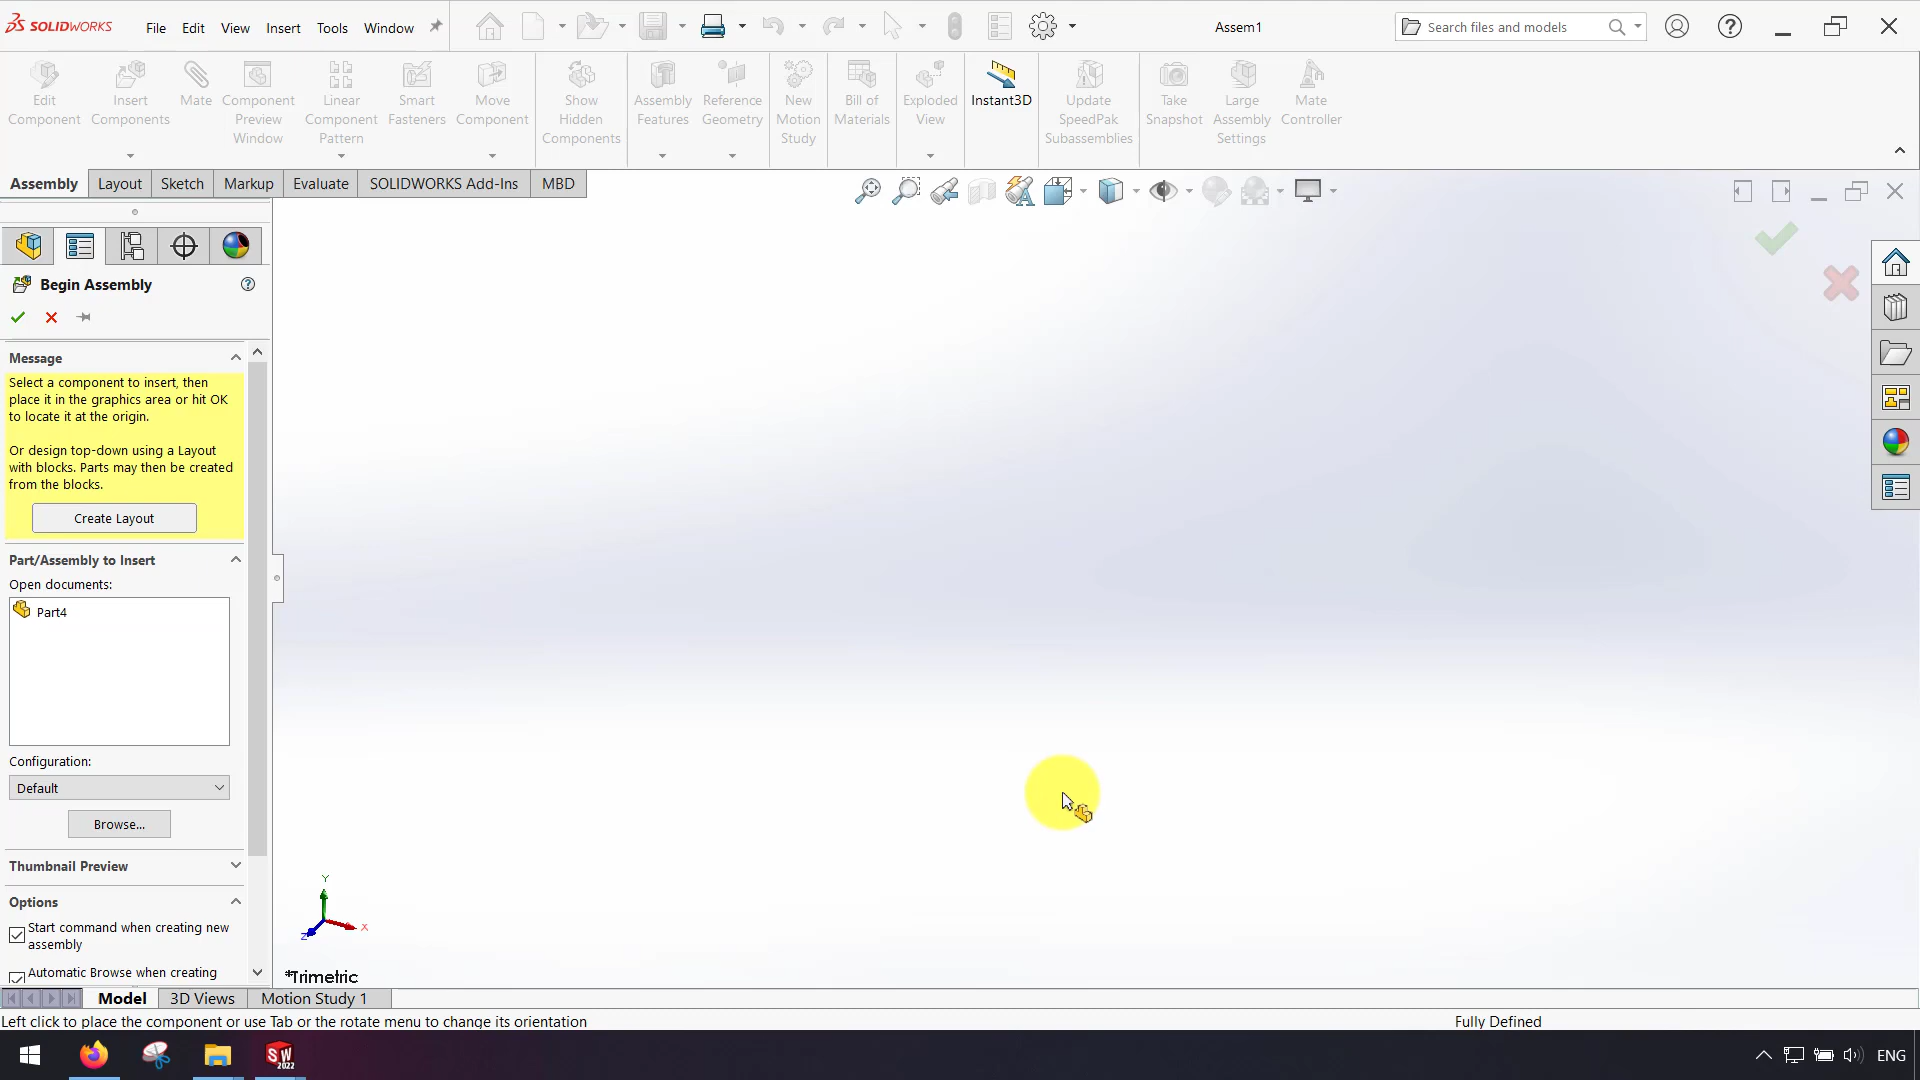 SOLIDWORKS
File Edit View Insert Tools Window
Assem1
Search files and models
Edit Component
Insert Components
Mate
Component Preview Window
Linear Component Pattern
Smart Fasteners
Move Component
Show Hidden Components
Assembly Features
Reference Geometry
New Motion Study
Bill of Materials
Exploded View
Instant3D
Update SpeedPak Subassemblies
Take Snapshot
Large Assembly Settings
Mate Controller
Assembly Layout Sketch Markup Evaluate SOLIDWORKS Add-Ins MBD
Begin Assembly
Message
Select a component to insert, then
place it in the graphics area or hit OK
to locate it at the origin.
Or design top-down using a Layout
with blocks. Parts may then be created
from the blocks.
Create Layout
Part/Assembly to Insert
Open documents:
Part4
Configuration:
Default
Browse...
Thumbnail Preview
Options
Start command when creating new
assembly
Automatic Browse when creating
Y
X
Z
*Trimetric
Model 3D Views Motion Study 1
Left click to place the component or use Tab or the rotate menu to change its orientation
Fully Defined
SW
2022
ENG